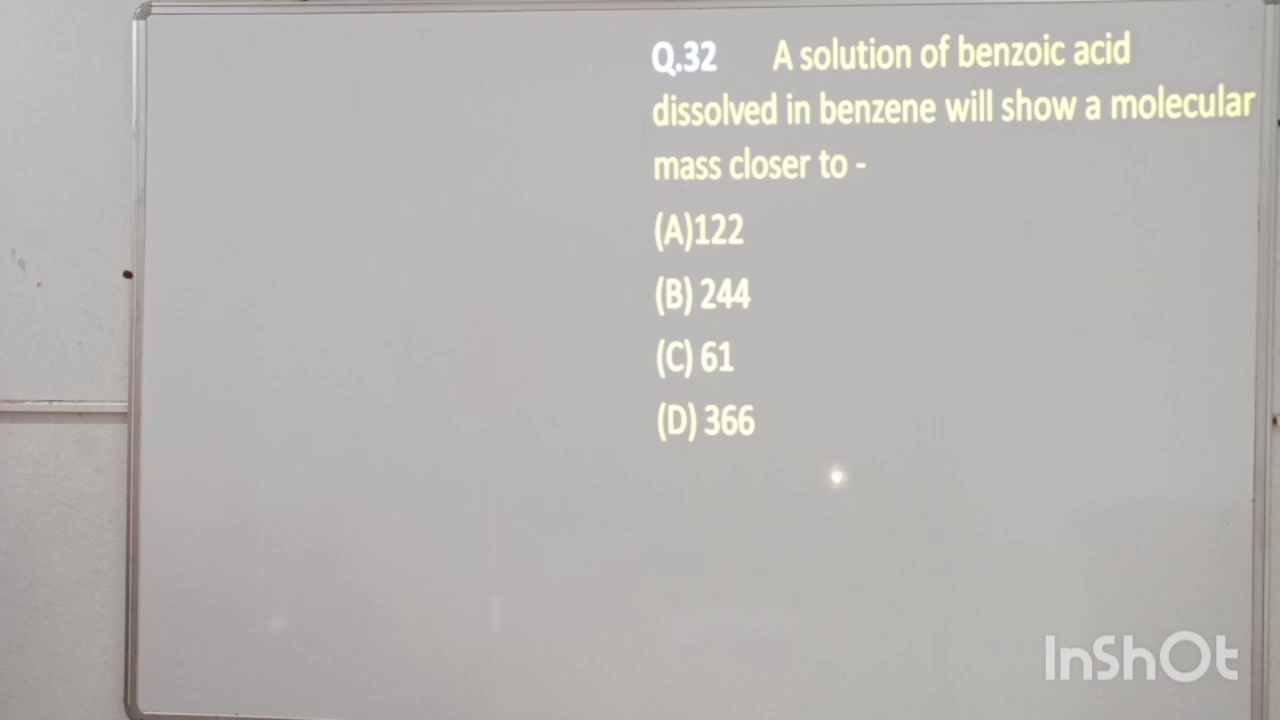 Q.32 A solution of benzoic acid
dissolved in benzene will show a molecular
mass closer to -
(A)122
(B) 244
(C) 61
(D) 366
InShOt